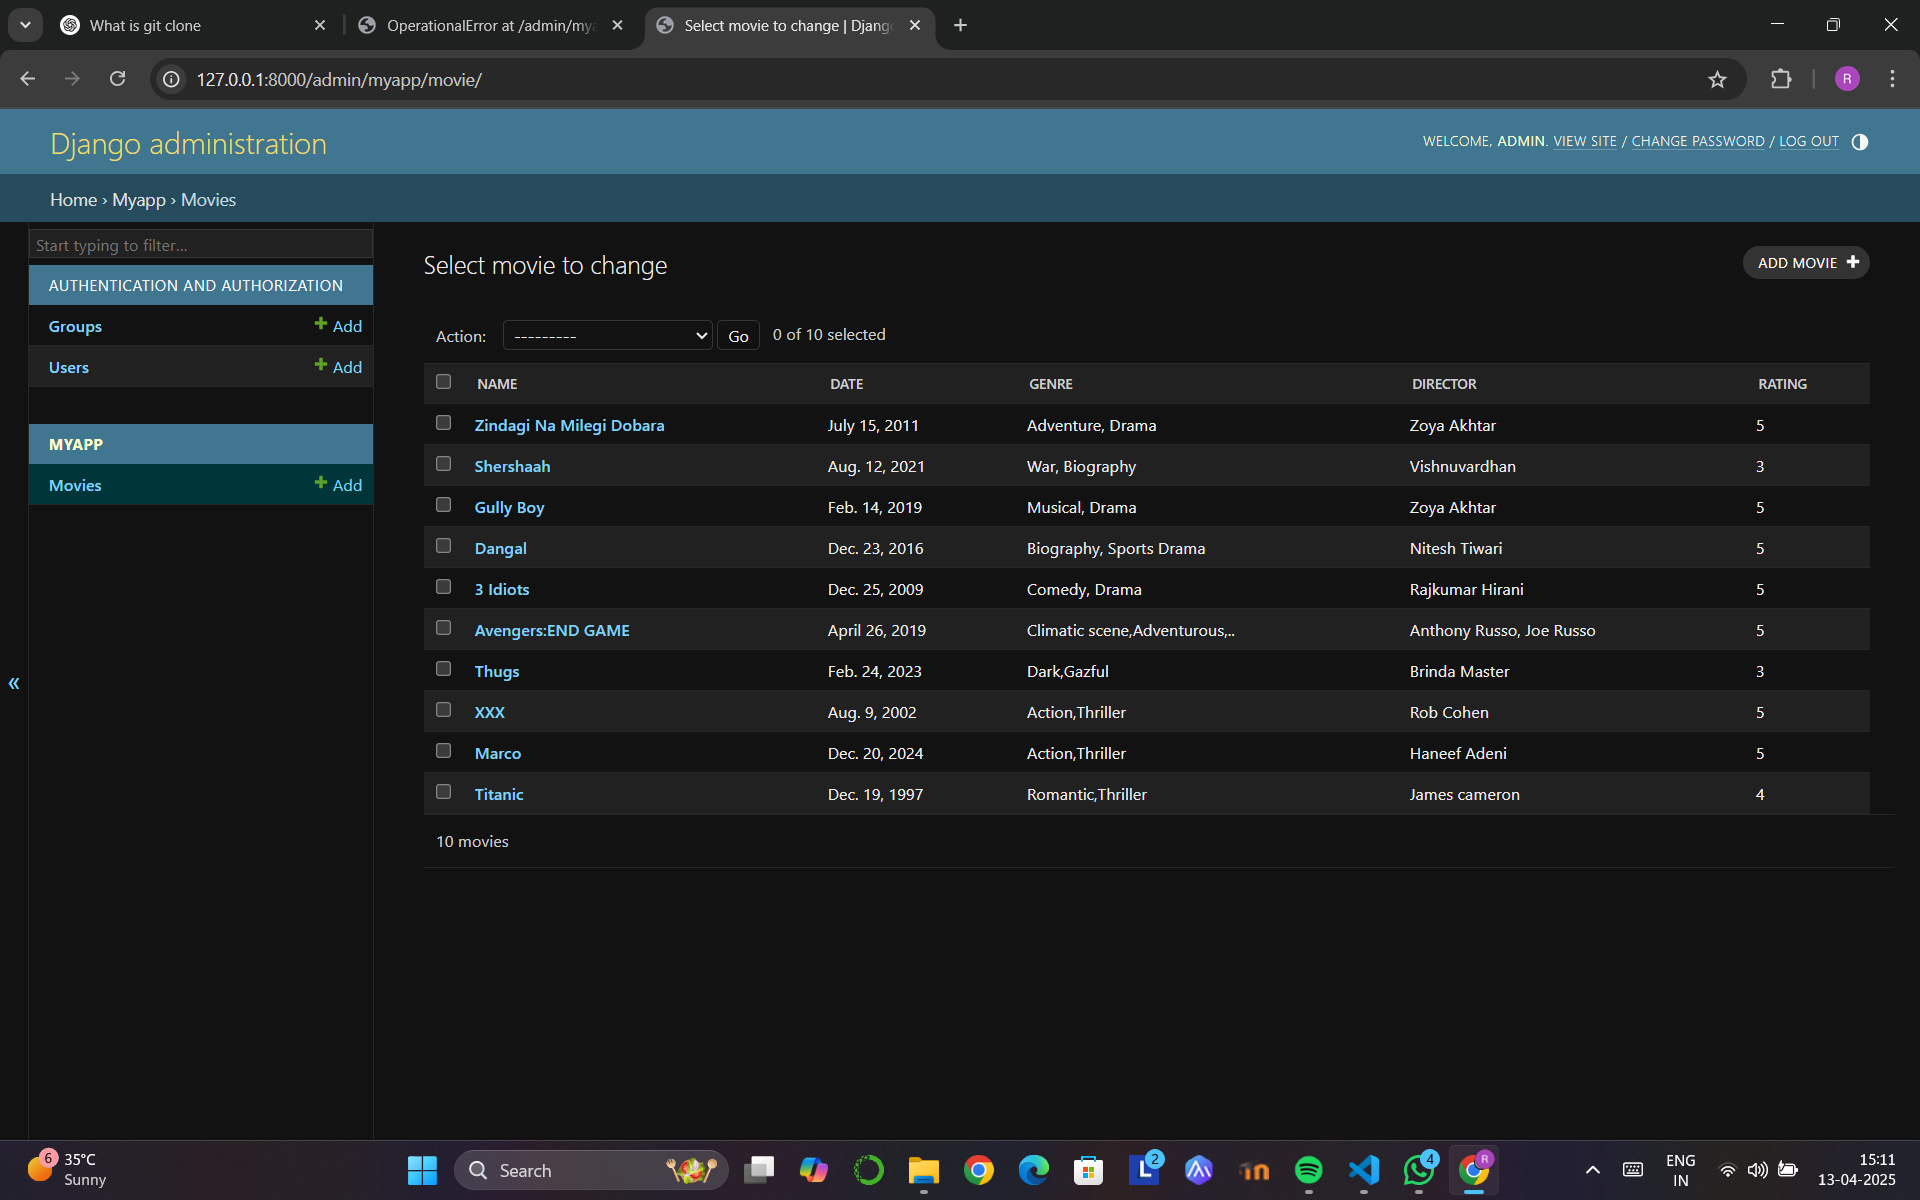 What is git clone
OperationalError at /admin/mya
Select movie to change | Djang
127.0.0.1:8000/admin/myapp/movie/
R
Django administration
WELCOME, ADMIN. VIEW SITE / CHANGE PASSWORD / LOG OUT
Home › Myapp › Movies
Start typing to filter...
AUTHENTICATION AND AUTHORIZATION
Groups + Add
Users + Add
MYAPP
Movies + Add
«
Select movie to change
ADD MOVIE +
Action: --------- Go 0 of 10 selected
NAME DATE GENRE DIRECTOR RATING
Zindagi Na Milegi Dobara July 15, 2011 Adventure, Drama Zoya Akhtar 5
Shershaah Aug. 12, 2021 War, Biography Vishnuvardhan 3
Gully Boy Feb. 14, 2019 Musical, Drama Zoya Akhtar 5
Dangal Dec. 23, 2016 Biography, Sports Drama Nitesh Tiwari 5
3 Idiots Dec. 25, 2009 Comedy, Drama Rajkumar Hirani 5
Avengers:END GAME April 26, 2019 Climatic scene,Adventurous,.. Anthony Russo, Joe Russo 5
Thugs Feb. 24, 2023 Dark,Gazful Brinda Master 3
XXX Aug. 9, 2002 Action,Thriller Rob Cohen 5
Marco Dec. 20, 2024 Action,Thriller Haneef Adeni 5
Titanic Dec. 19, 1997 Romantic,Thriller James cameron 4
10 movies
6
35°C
Sunny
Search
L 2
in
4
R
ENG
IN
15:11
13-04-2025